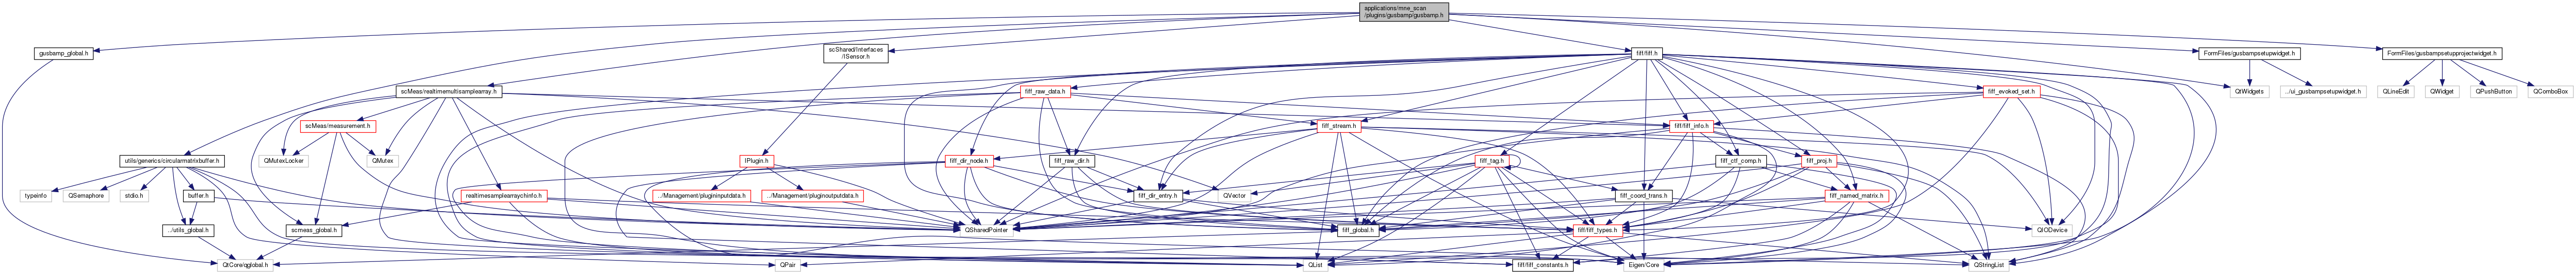 applications/mne_scan
/plugins/gusbamp/gusbamp.h
gusbamp_global.h
scShared/Interfaces
/ISensor.h
fiff/fiff.h
FormFiles/gusbampsetupwidget.h
FormFiles/gusbampsetupprojectwidget.h
scMeas/realtimemultisamplearray.h
fiff_raw_data.h
fiff_evoked_set.h
QtWidgets
../ui_gusbampsetupwidget.h
QLineEdit
QWidget
QPushButton
QComboBox
scMeas/measurement.h
fiff_stream.h
fiff/fiff_info.h
utils/generics/circularmatrixbuffer.h
QMutexLocker
QMutex
IPlugin.h
fiff_dir_node.h
fiff_raw_dir.h
fiff_tag.h
fiff_ctf_comp.h
fiff_proj.h
typeinfo
QSemaphore
stdio.h
buffer.h
realtimesamplearraychinfo.h
../Management/plugininputdata.h
../Management/pluginoutputdata.h
fiff_dir_entry.h
QVector
fiff_coord_trans.h
fiff_named_matrix.h
../utils_global.h
scmeas_global.h
QSharedPointer
fiff_global.h
fiff/fiff_types.h
QIODevice
QtCore/qglobal.h
QPair
QList
fiff/fiff_constants.h
Eigen/Core
QStringList